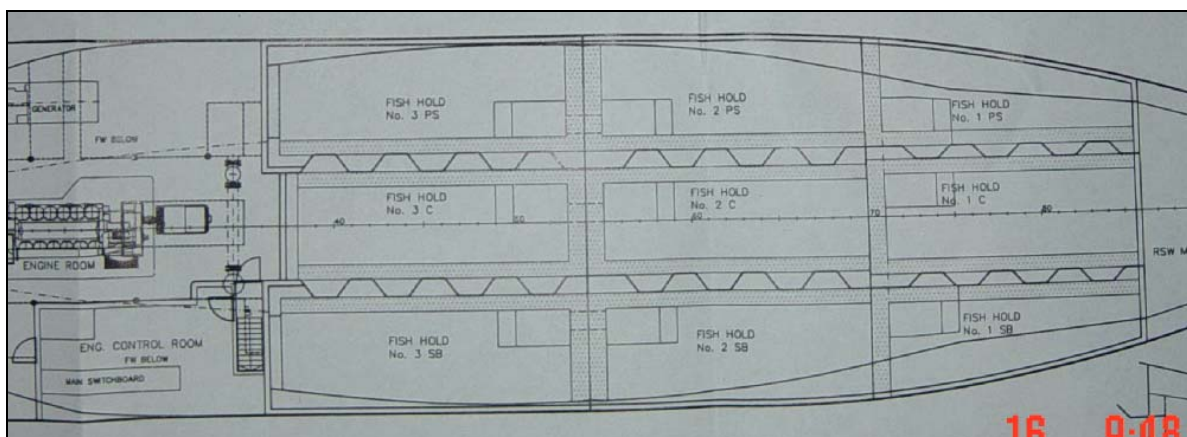 FISH HOLD
No. 3 PS
FISH HOLD
No. 2 PS
FISH HOLD
No. 1 PS
GENERATOR
FW BELOW
FISH HOLD
No. 3 C
FISH HOLD
No. 2 C
FISH HOLD
No. 1 C
40
50
60
70
80
ENGINE ROOM
RSW M
ENG. CONTROL ROOM
FW BELOW
MAIN SWITCHBOARD
FISH HOLD
No. 3 SB
FISH HOLD
No. 2 SB
FISH HOLD
No. 1 SB
16 9:48